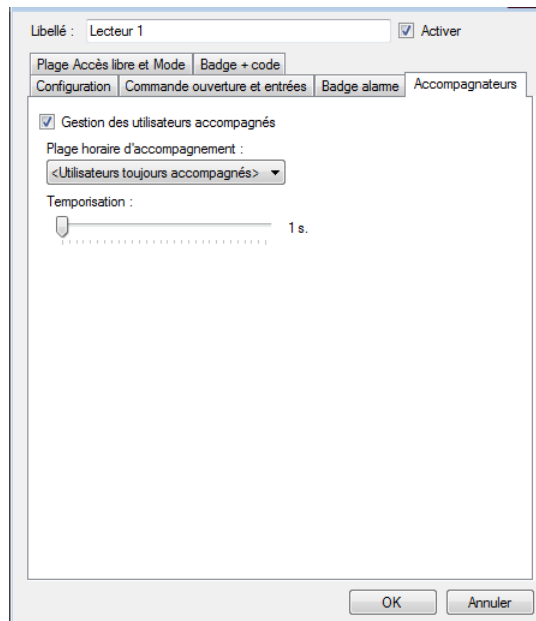 Libellé : Lecteur 1 Activer
Plage Accès libre et Mode Badge + code
Configuration Commande ouverture et entrées Badge alarme Accompagnateurs
Gestion des utilisateurs accompagnés
Plage horaire d'accompagnement :
<Utilisateurs toujours accompagnés>
Temporisation :
1 s.
OK Annuler